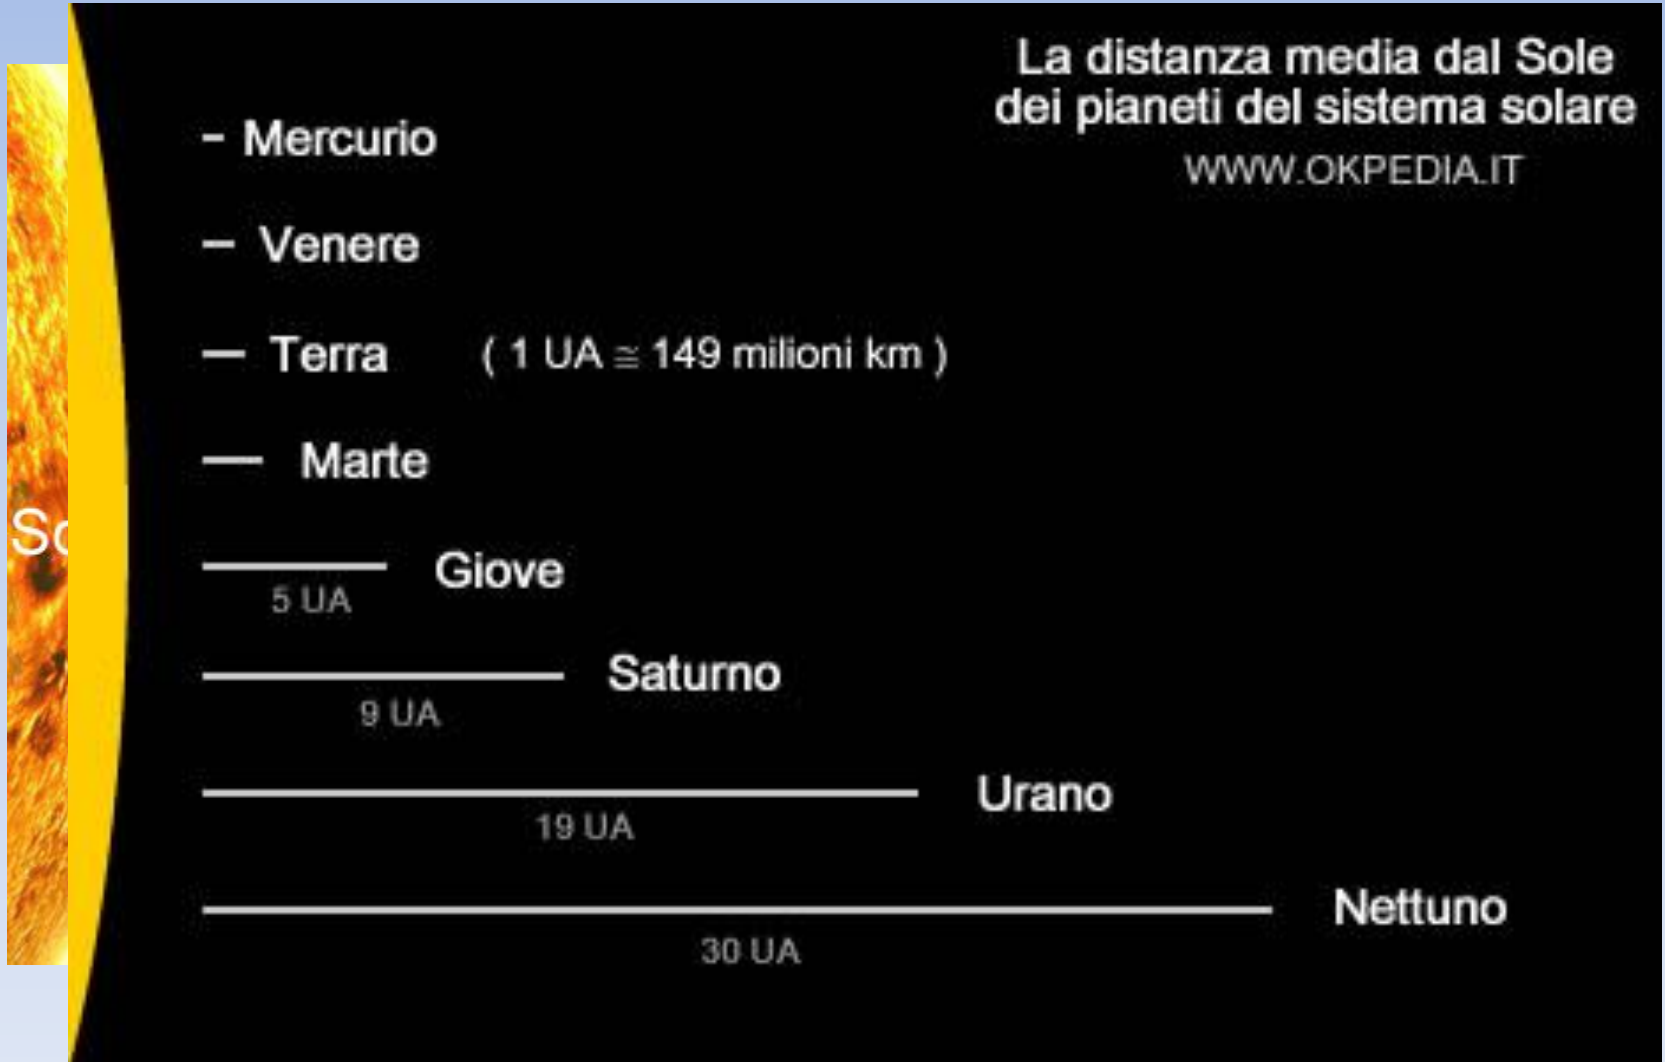 La distanza media dal Sole
dei pianeti del sistema solare
WWW.OKPEDIA.IT
Mercurio
Venere
Terra ( 1 UA ≅ 149 milioni km )
Marte
So
Giove
5 UA
Saturno
9 UA
Urano
19 UA
Nettuno
30 UA